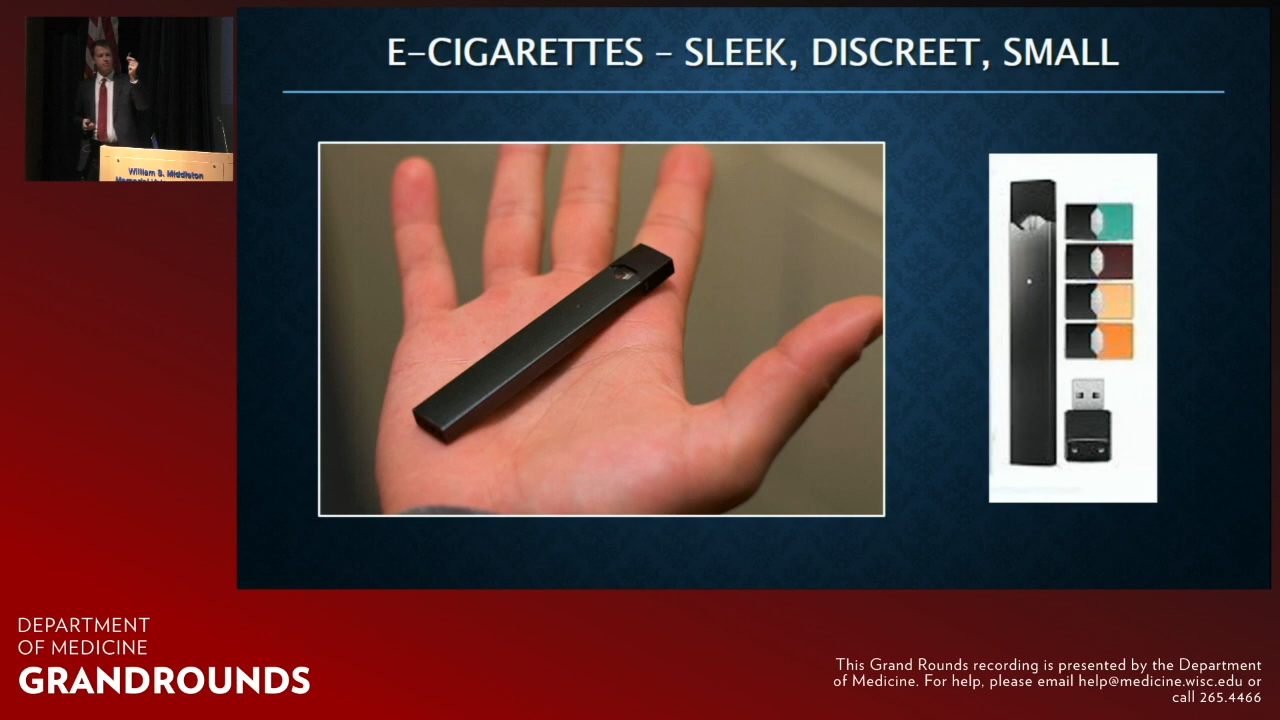 E-CIGARETTES – SLEEK, DISCREET, SMALL
William S. Middleton
DEPARTMENT
OF MEDICINE
GRANDROUNDS
This Grand Rounds recording is presented by the Department
of Medicine. For help, please email help@medicine.wisc.edu or
call 265.4466